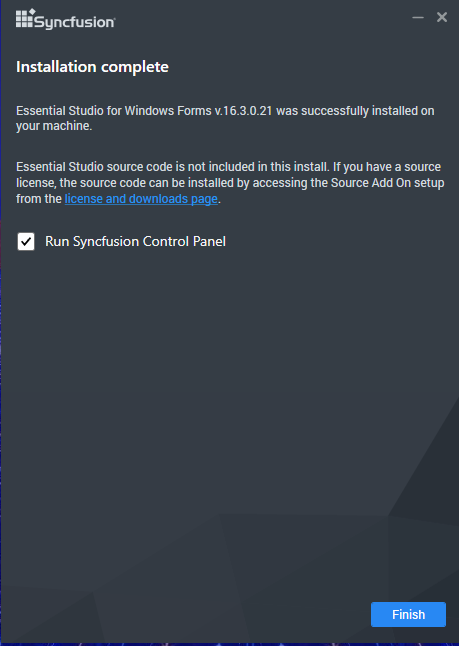 Syncfusion
Installation complete
Essential Studio for Windows Forms v.16.3.0.21 was successfully installed on
your machine.
Essential Studio source code is not included in this install. If you have a source
license, the source code can be installed by accessing the Source Add On setup
from the license and downloads page.
Run Syncfusion Control Panel
Finish